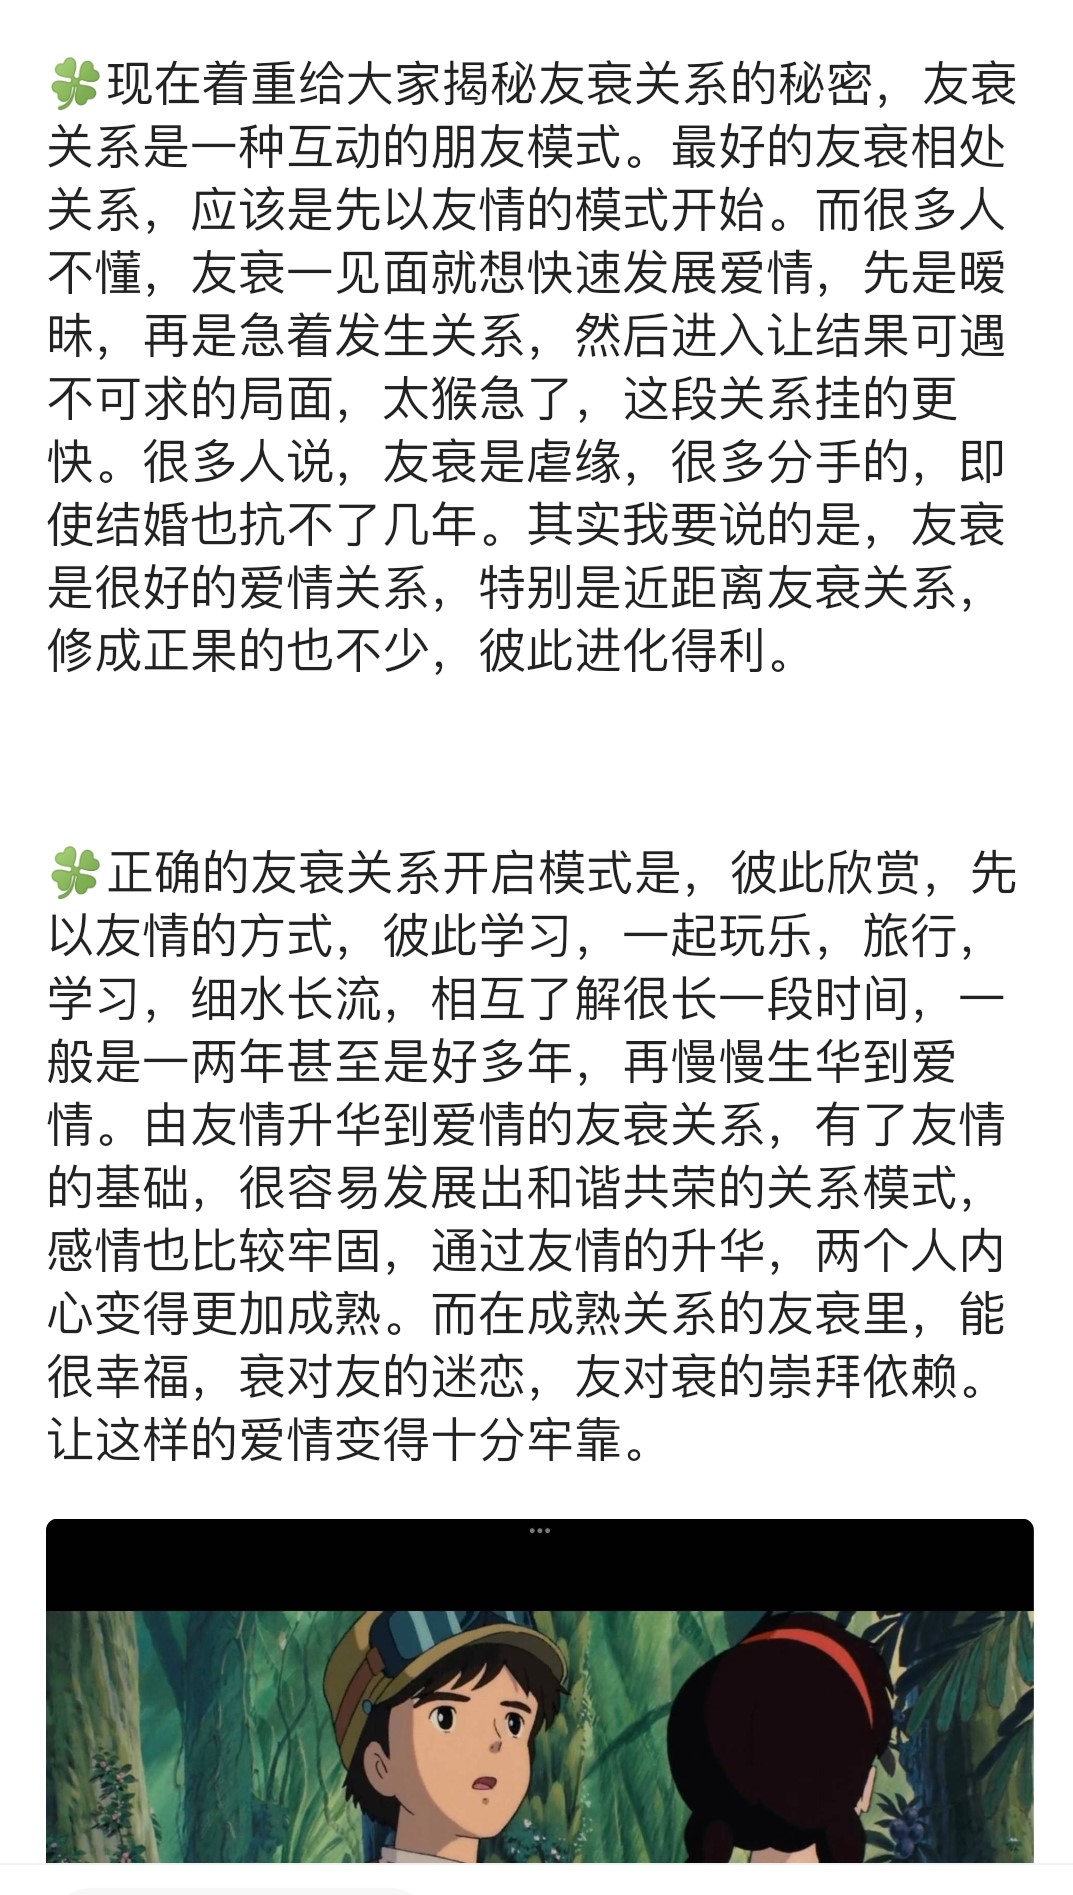 🍀现在着重给大家揭秘友衰关系的秘密，友衰
关系是一种互动的朋友模式。最好的友衰相处
关系，应该是先以友情的模式开始。而很多人
不懂，友衰一见面就想快速发展爱情，先是暧
昧，再是急着发生关系，然后进入让结果可遇
不可求的局面，太猴急了，这段关系挂的更
快。很多人说，友衰是虐缘，很多分手的，即
使结婚也抗不了几年。其实我要说的是，友衰
是很好的爱情关系，特别是近距离友衰关系，
修成正果的也不少，彼此进化得利。
🍀正确的友衰关系开启模式是，彼此欣赏，先
以友情的方式，彼此学习，一起玩乐，旅行，
学习，细水长流，相互了解很长一段时间，一
般是一两年甚至是好多年，再慢慢生华到爱
情。由友情升华到爱情的友衰关系，有了友情
的基础，很容易发展出和谐共荣的关系模式，
感情也比较牢固，通过友情的升华，两个人内
心变得更加成熟。而在成熟关系的友衰里，能
很幸福，衰对友的迷恋，友对衰的崇拜依赖。
让这样的爱情变得十分牢靠。